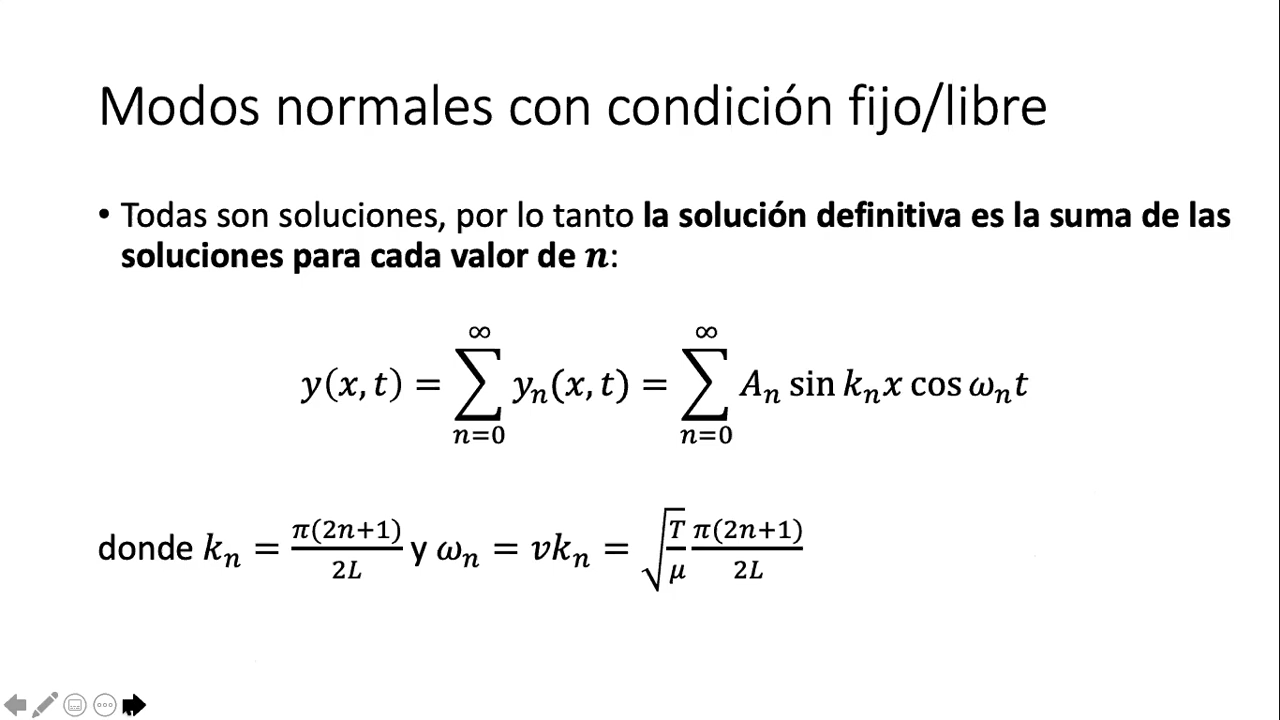 Modos normales con condición fijo/libre
• Todas son soluciones, por lo tanto la solución definitiva es la suma de las
soluciones para cada valor de n:
y(x, t) = ∑_{n=0}^{∞} y_n(x, t) = ∑_{n=0}^{∞} A_n sin k_n x cos ω_n t
donde k_n = π(2n+1)/2L y ω_n = vk_n = √(T/μ) π(2n+1)/2L